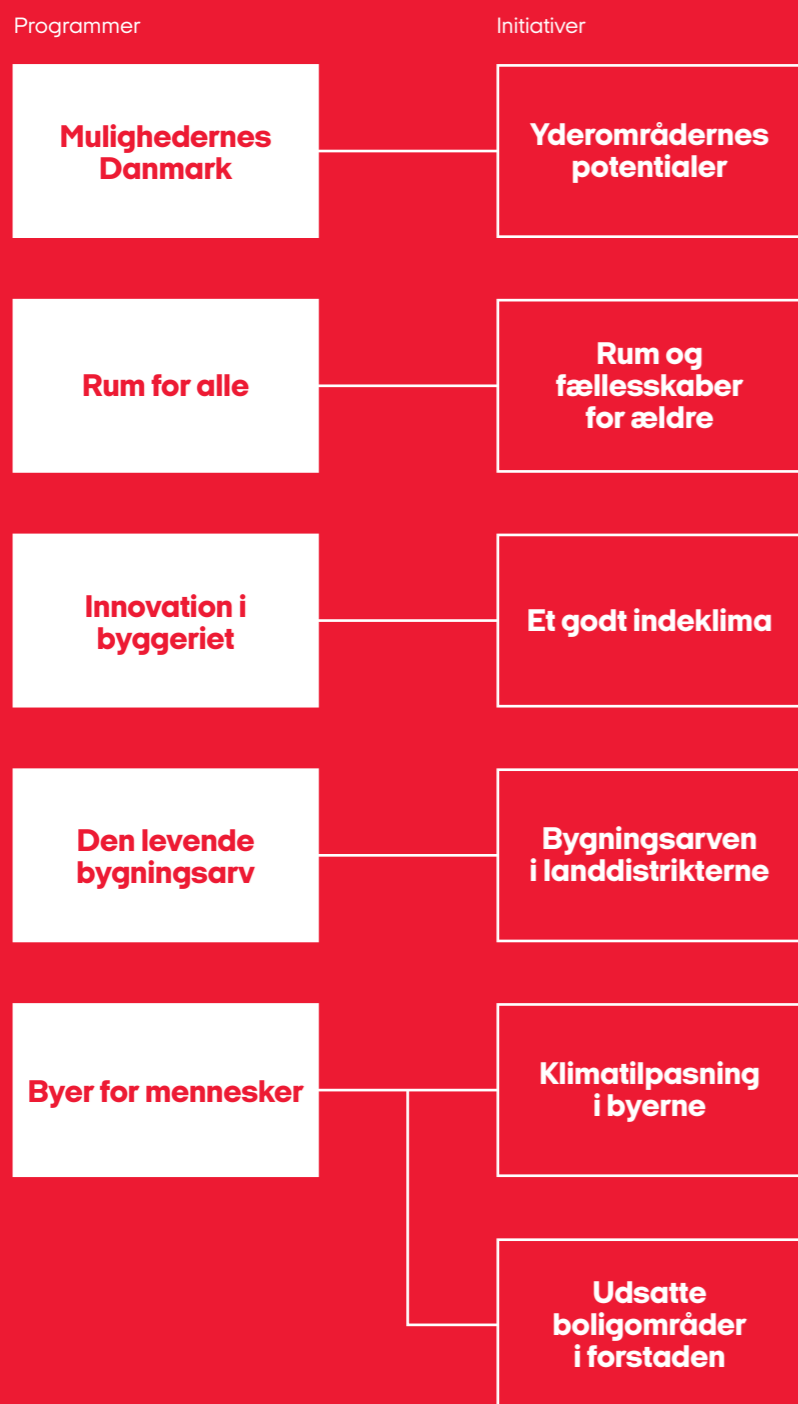 Programmer
Initiativer
Mulighedernes
Danmark
Yderområdernes
potentialer
Rum for alle
Rum og
fællesskaber
for ældre
Innovation i
byggeriet
Et godt indeklima
Den levende
bygningsarv
Bygningsarven
i landdistrikterne
Byer for mennesker
Klimatilpasning
i byerne
Udsatte
boligområder
i forstaden